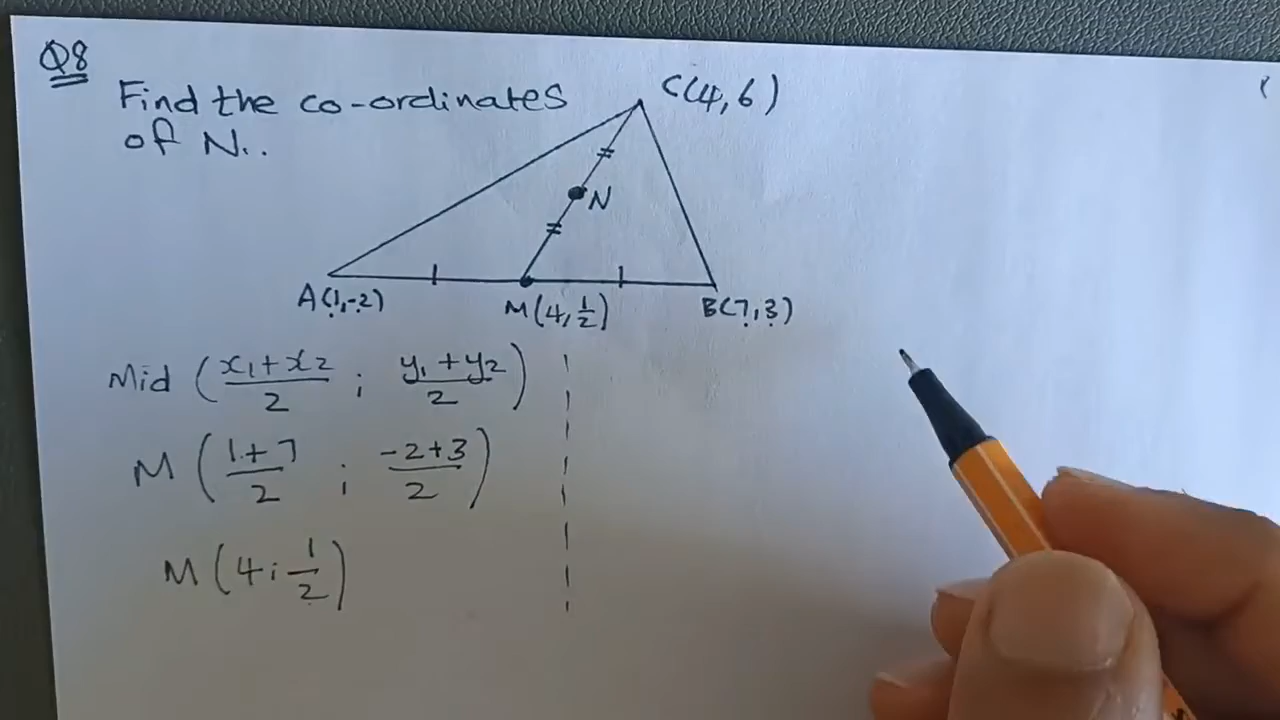 Q8
Find the co-ordinates
of N..
C(4,6)
N
A(1,-2)
M(4,1/2)
B(7,3)
Mid (x₁+x₂/2 ; y₁+y₂/2)
M(1+7/2 ; -2+3/2)
M(4;1/2)